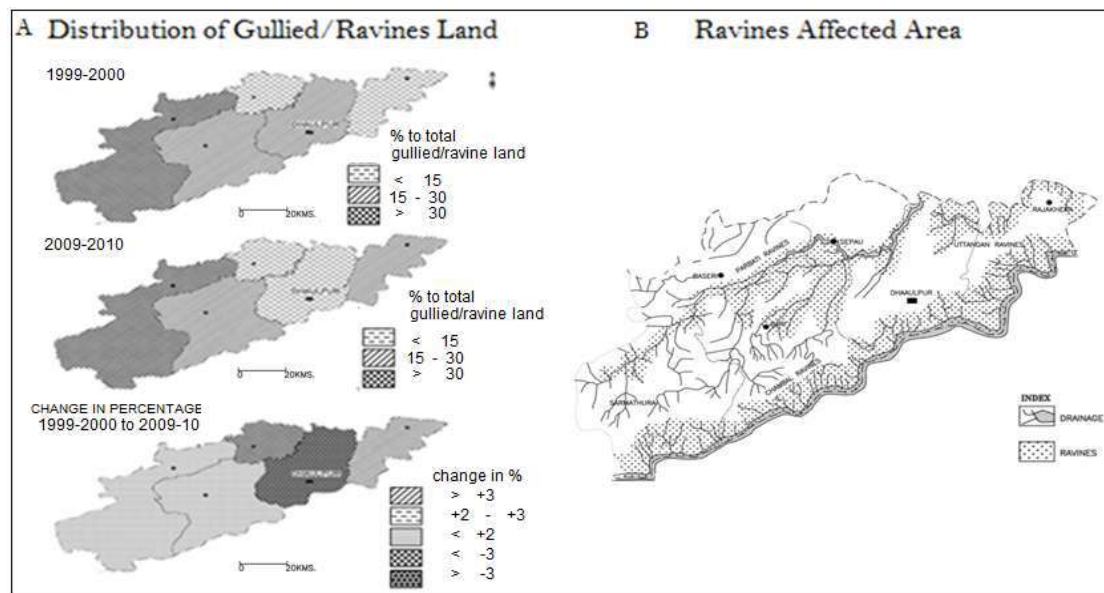 A Distribution of Gullied/Ravines Land
1999-2000
DHAULPUR
% to total
gullied/ravine land
< 15
15 - 30
> 30
0 20KMS.
2009-2010
DHAULPUR
% to total
gullied/ravine land
< 15
15 - 30
> 30
0 20KMS.
CHANGE IN PERCENTAGE
1999-2000 to 2009-10
DHAULPUR
change in %
> +3
+2 - +3
< +2
< -3
> -3
0 20KMS.
B Ravines Affected Area
RAJAKHERA
UTTANGAN RAVINES
SEPAU
PARBATI RAVINES
BASERI
DHAULPUR
CHAMBAL RAVINES
SARMATHURA
INDEX
DRAINAGE
RAVINES